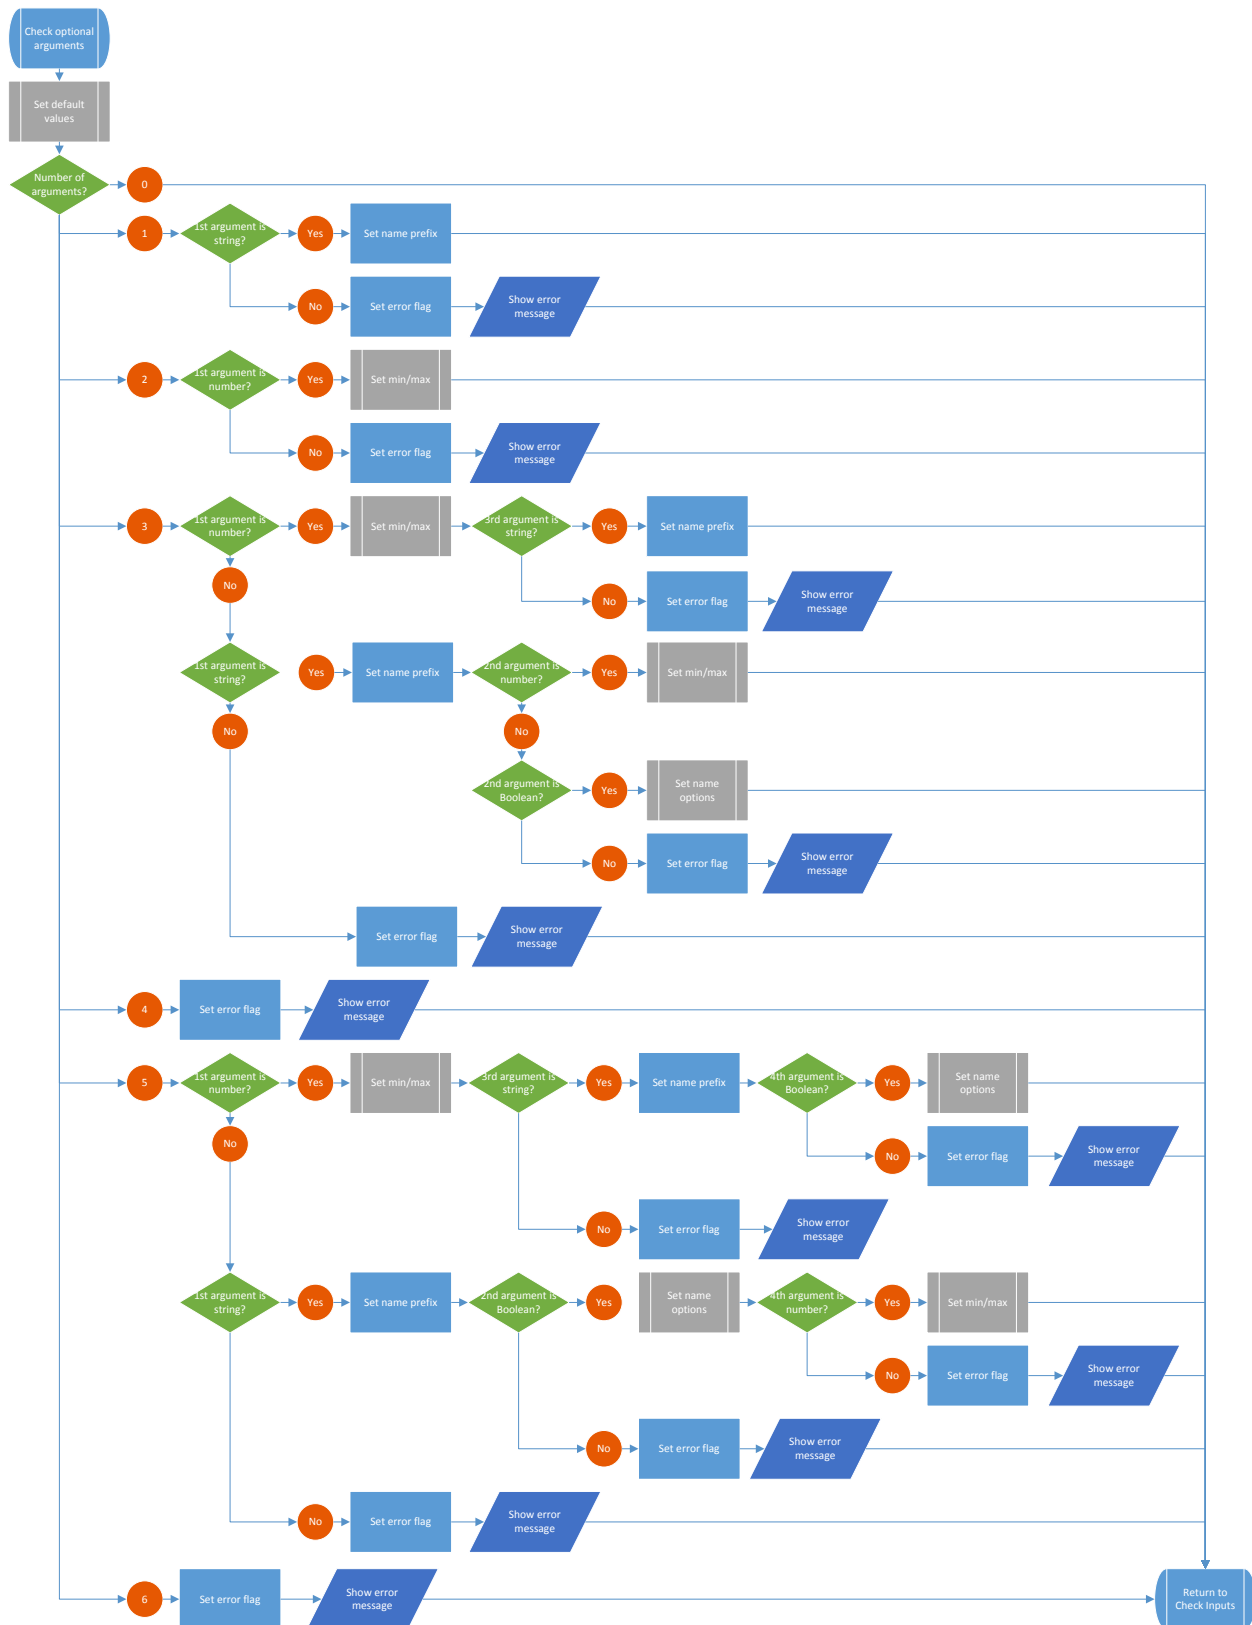 Check optional
arguments
Set default
values
Number of
arguments?
0
1
1st argument is
string?
Yes
Set name prefix
No
Set error flag
Show error
message
2
1st argument is
number?
Yes
Set min/max
No
Set error flag
Show error
message
3
1st argument is
number?
Yes
Set min/max
3rd argument is
string?
Yes
Set name prefix
No
No
Set error flag
Show error
message
1st argument is
string?
Yes
Set name prefix
2nd argument is
number?
Yes
Set min/max
No
No
2nd argument is
Boolean?
Yes
Set name
options
No
Set error flag
Show error
message
Set error flag
Show error
message
4
Set error flag
Show error
message
5
1st argument is
number?
Yes
Set min/max
3rd argument is
string?
Yes
Set name prefix
4th argument is
Boolean?
Yes
Set name
options
No
No
Set error flag
Show error
message
No
Set error flag
Show error
message
1st argument is
string?
Yes
Set name prefix
2nd argument is
Boolean?
Yes
Set name
options
4th argument is
number?
Yes
Set min/max
No
Set error flag
Show error
message
No
Set error flag
Show error
message
No
Set error flag
Show error
message
6
Set error flag
Show error
message
Return to
Check Inputs